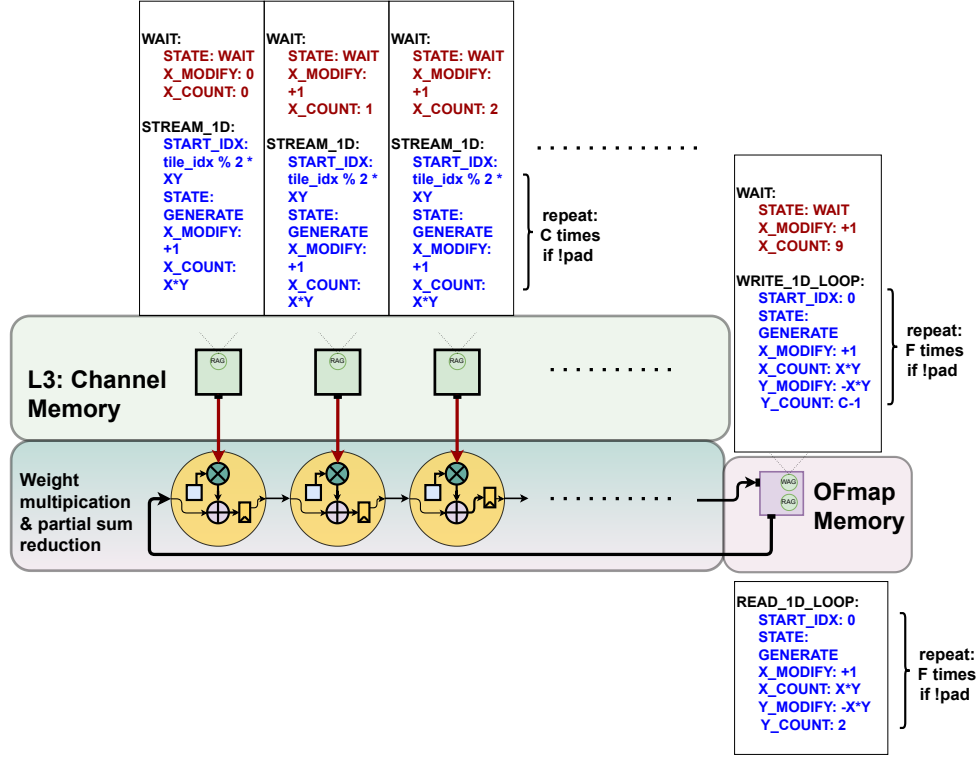 WAIT:
STATE: WAIT
X_MODIFY: 0
X_COUNT: 0
STREAM_1D:
START_IDX:
tile_idx % 2 *
XY
STATE:
GENERATE
X_MODIFY:
+1
X_COUNT:
X*Y
WAIT:
STATE: WAIT
X_MODIFY:
+1
X_COUNT: 1
STREAM_1D:
START_IDX:
tile_idx % 2 *
XY
STATE:
GENERATE
X_MODIFY:
+1
X_COUNT:
X*Y
WAIT:
STATE: WAIT
X_MODIFY:
+1
X_COUNT: 2
STREAM_1D:
START_IDX:
tile_idx % 2 *
XY
STATE:
GENERATE
X_MODIFY:
+1
X_COUNT:
X*Y
repeat:
C times
if !pad
WAIT:
STATE: WAIT
X_MODIFY: +1
X_COUNT: 9
WRITE_1D_LOOP:
START_IDX: 0
STATE:
GENERATE
X_MODIFY: +1
X_COUNT: X*Y
Y_MODIFY: -X*Y
Y_COUNT: C-1
repeat:
F times
if !pad
L3: Channel
Memory
RAG
RAG
RAG
Weight
multipication
& partial sum
reduction
WAG
RAG
OFmap
Memory
READ_1D_LOOP:
START_IDX: 0
STATE:
GENERATE
X_MODIFY: +1
X_COUNT: X*Y
Y_MODIFY: -X*Y
Y_COUNT: 2
repeat:
F times
if !pad